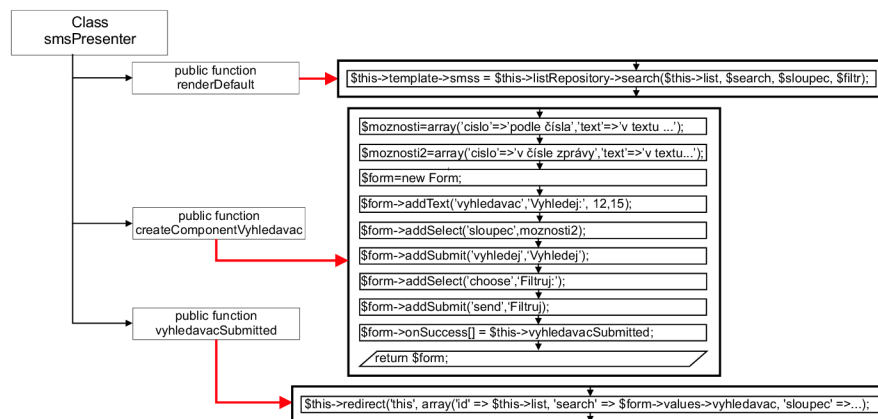 Class
smsPresenter
public function
renderDefault
$this->template->smss = $this->listRepository->search($this->list, $search, $sloupec, $filtr);
$moznosti=array('cislo'=>'podle čísla','text'=>'v textu ...');
$moznosti2=array('cislo'=>'v čísle zprávy','text'=>'v textu...');
$form=new Form;
$form->addText('vyhledavac','Vyhledej:', 12,15);
public function
createComponentVyhledavac
$form->addSelect('sloupec',moznosti2);
$form->addSubmit('vyhledej','Vyhledej');
$form->addSelect('choose','Filtruj:');
$form->addSubmit('send','Filtruj);
public function
vyhledavacSubmitted
$form->onSuccess[] = $this->vyhledavacSubmitted;
return $form;
$this->redirect('this', array('id' => $this->list, 'search' => $form->values->vyhledavac, 'sloupec' =>...);